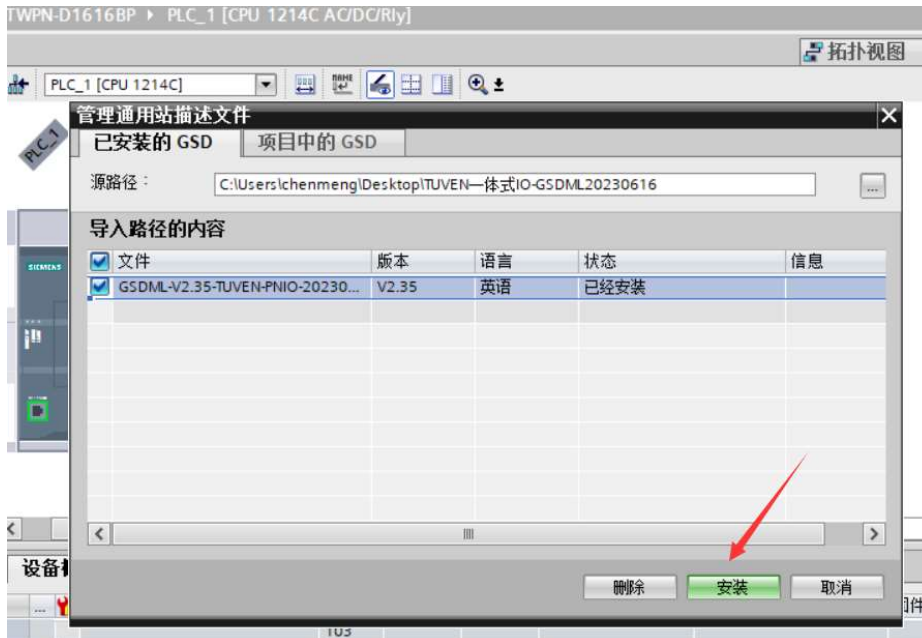 TWPN-D1616BP ▸ PLC_1 [CPU 1214C AC/DC/Rly]
拓扑视图
PLC_1 [CPU 1214C]
管理通用站描述文件
PLC_1
已安装的 GSD 项目中的 GSD
源路径： C:\Users\chenmeng\Desktop\TUVEN一体式IO-GSDML20230616 ...
导入路径的内容
SIEMENS
文件 版本 语言 状态 信息
GSDML-V2.35-TUVEN-PNIO-20230... V2.35 英语 已经安装
设备
删除 安装 取消
...
103